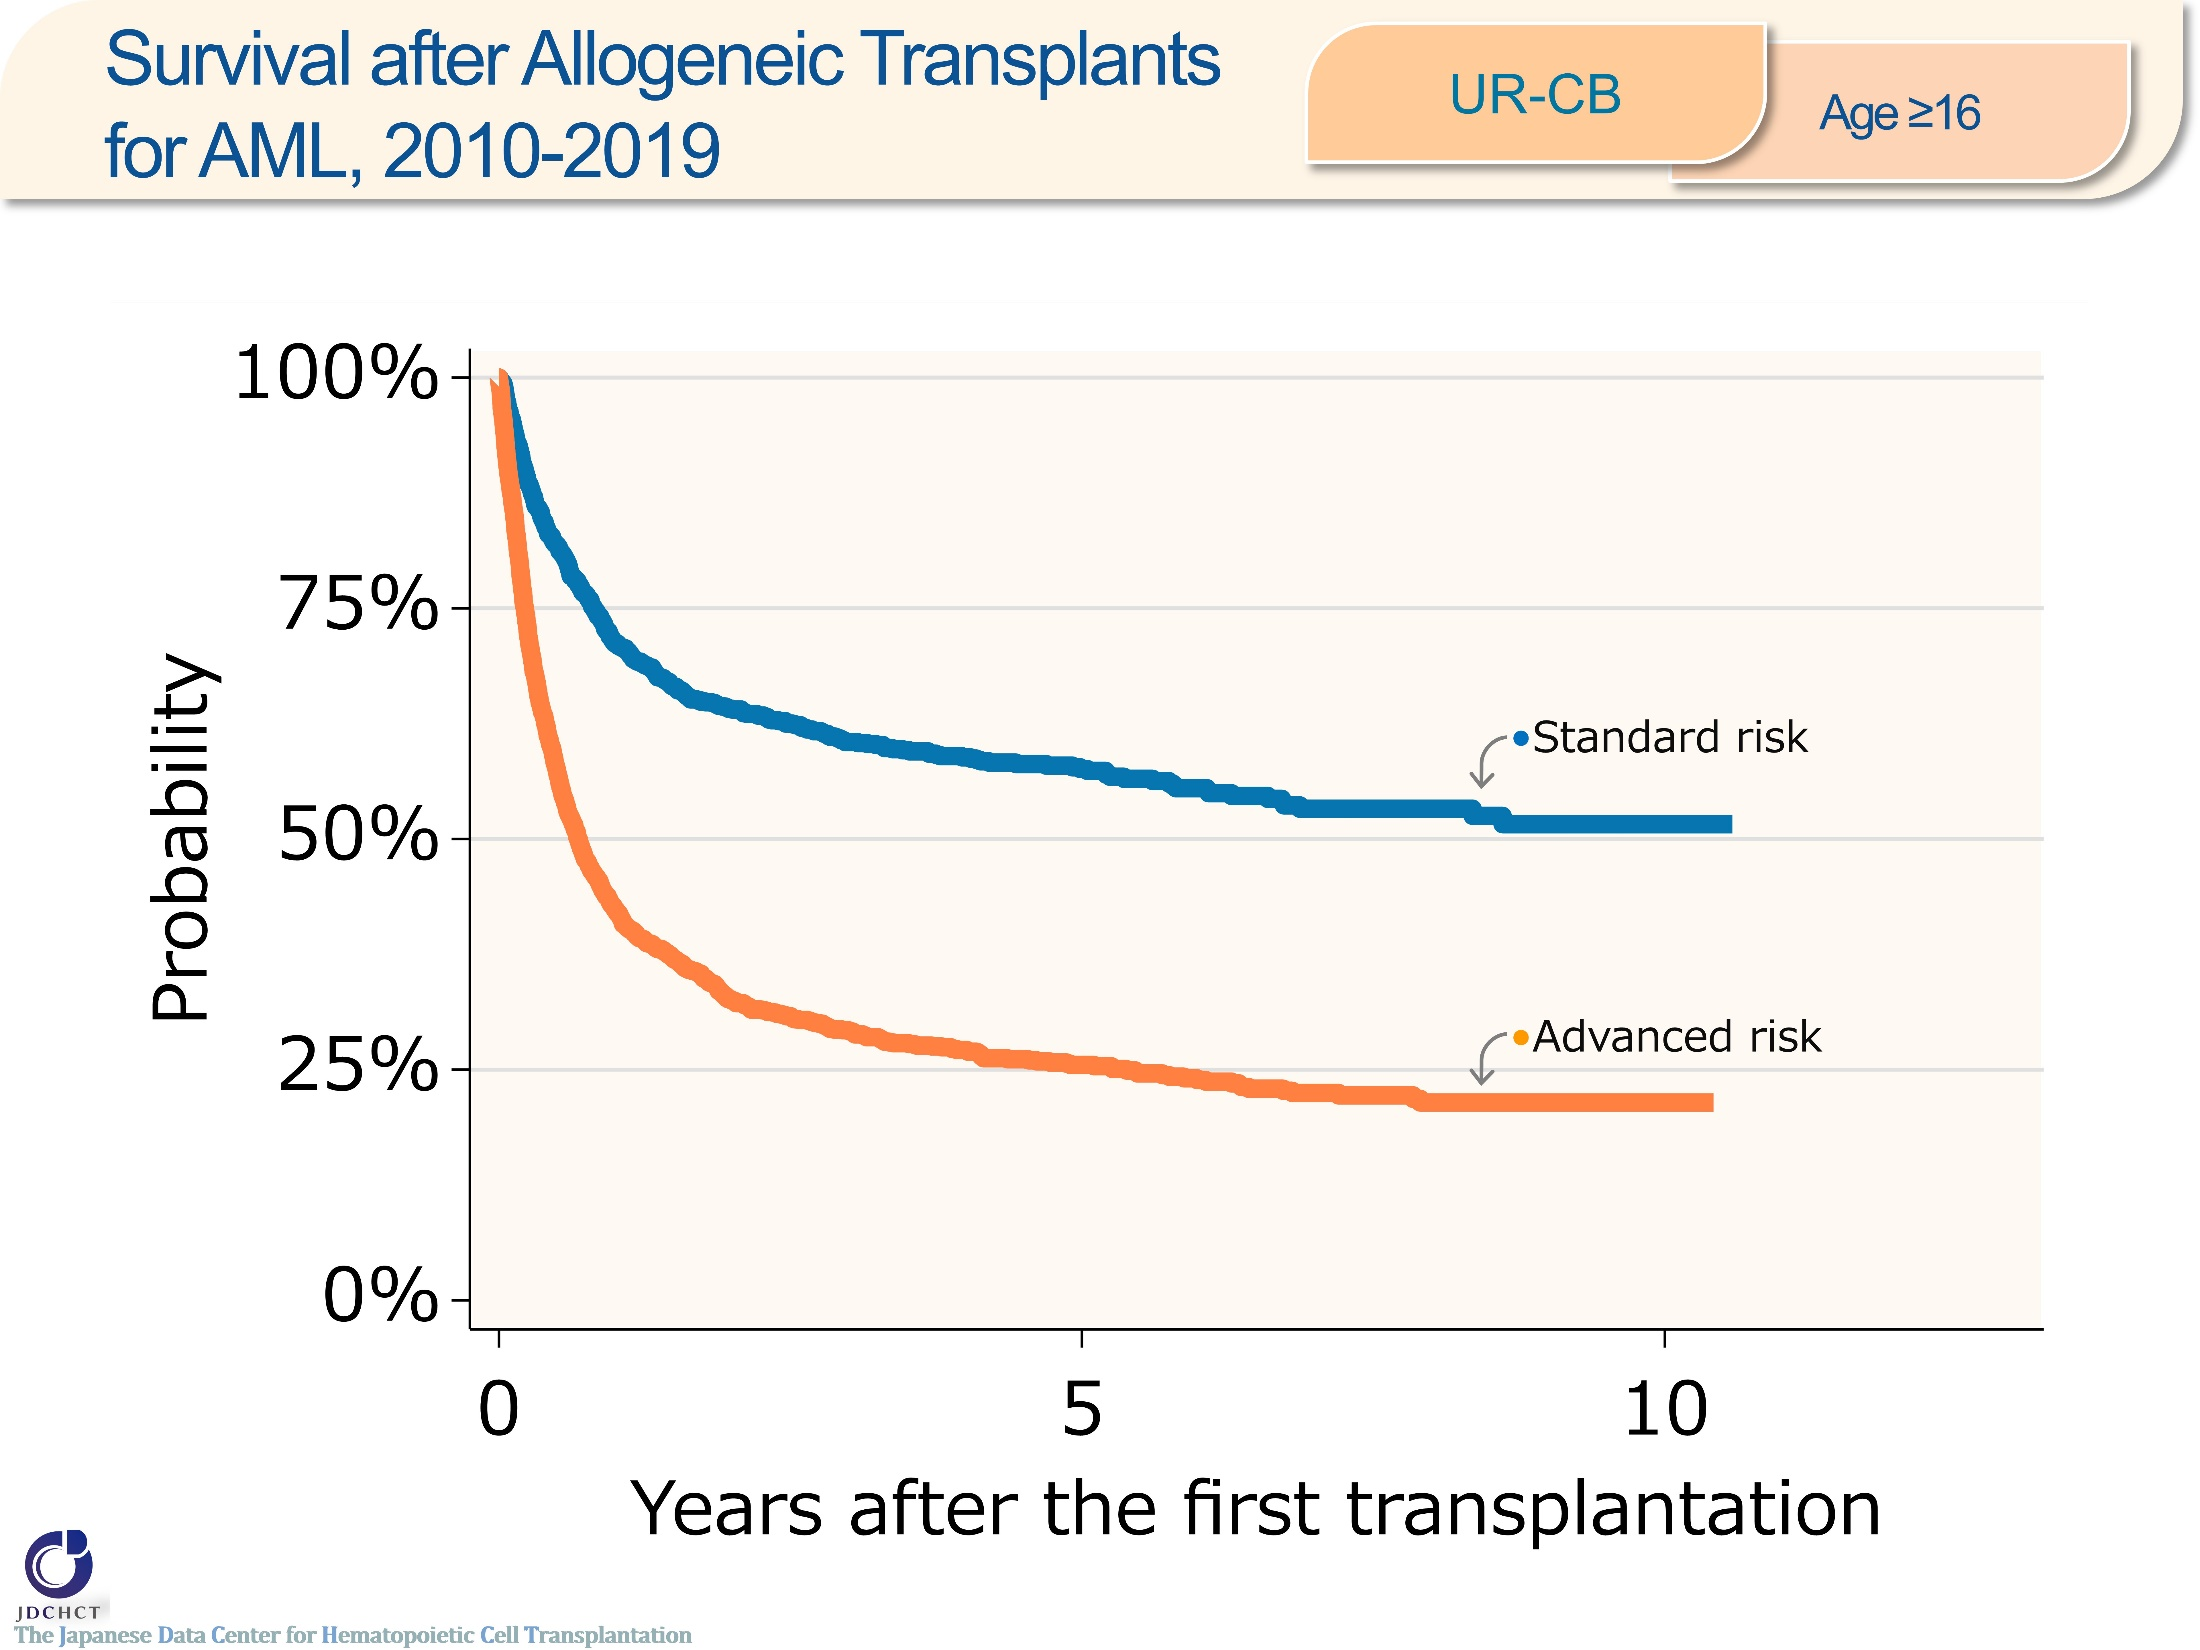 Survival after Allogeneic Transplants
for AML, 2010-2019
UR-CB
Age ≥16
100%
75%
50%
25%
0%
Probability
Standard risk
Advanced risk
0
5
10
Years after the first transplantation
JDCHCT
The Japanese Data Center for Hematopoietic Cell Transplantation